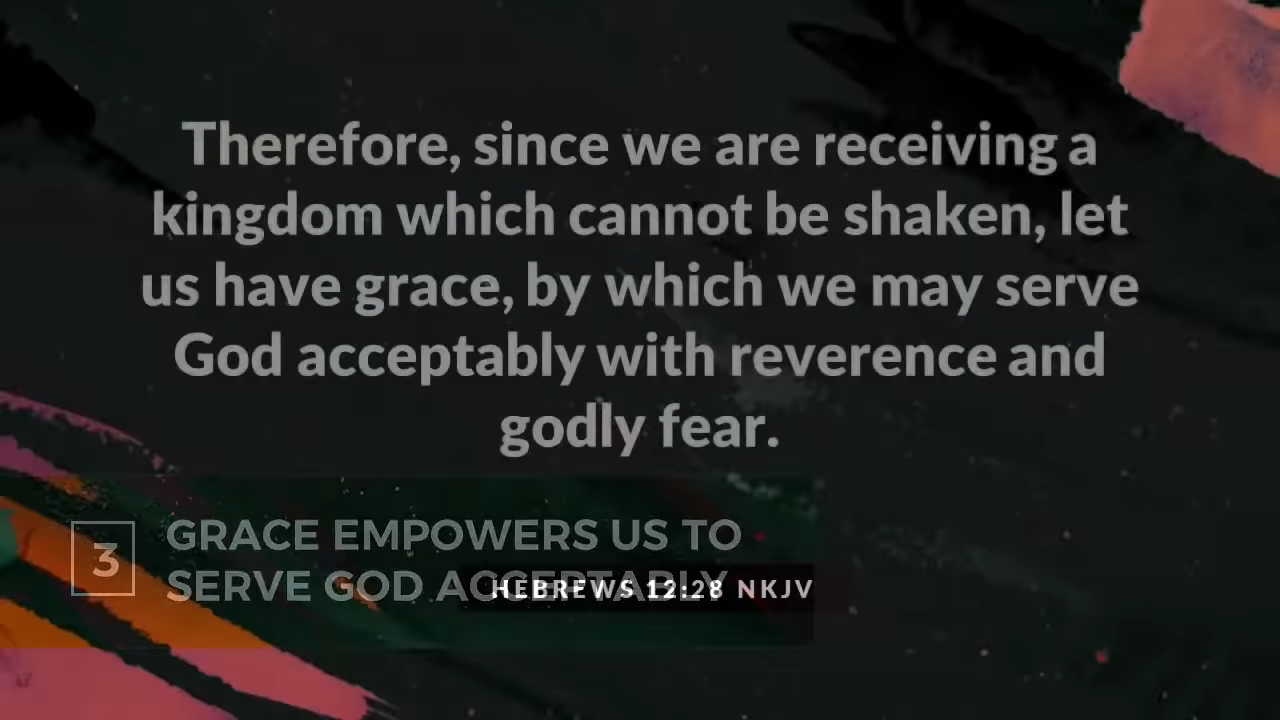 Therefore, since we are receiving a
kingdom which cannot be shaken, let
us have grace, by which we may serve
God acceptably with reverence and
godly fear.
3
GRACE EMPOWERS US TO
SERVE GOD ACCEPTABLY
HEBREWS 12:28 NKJV